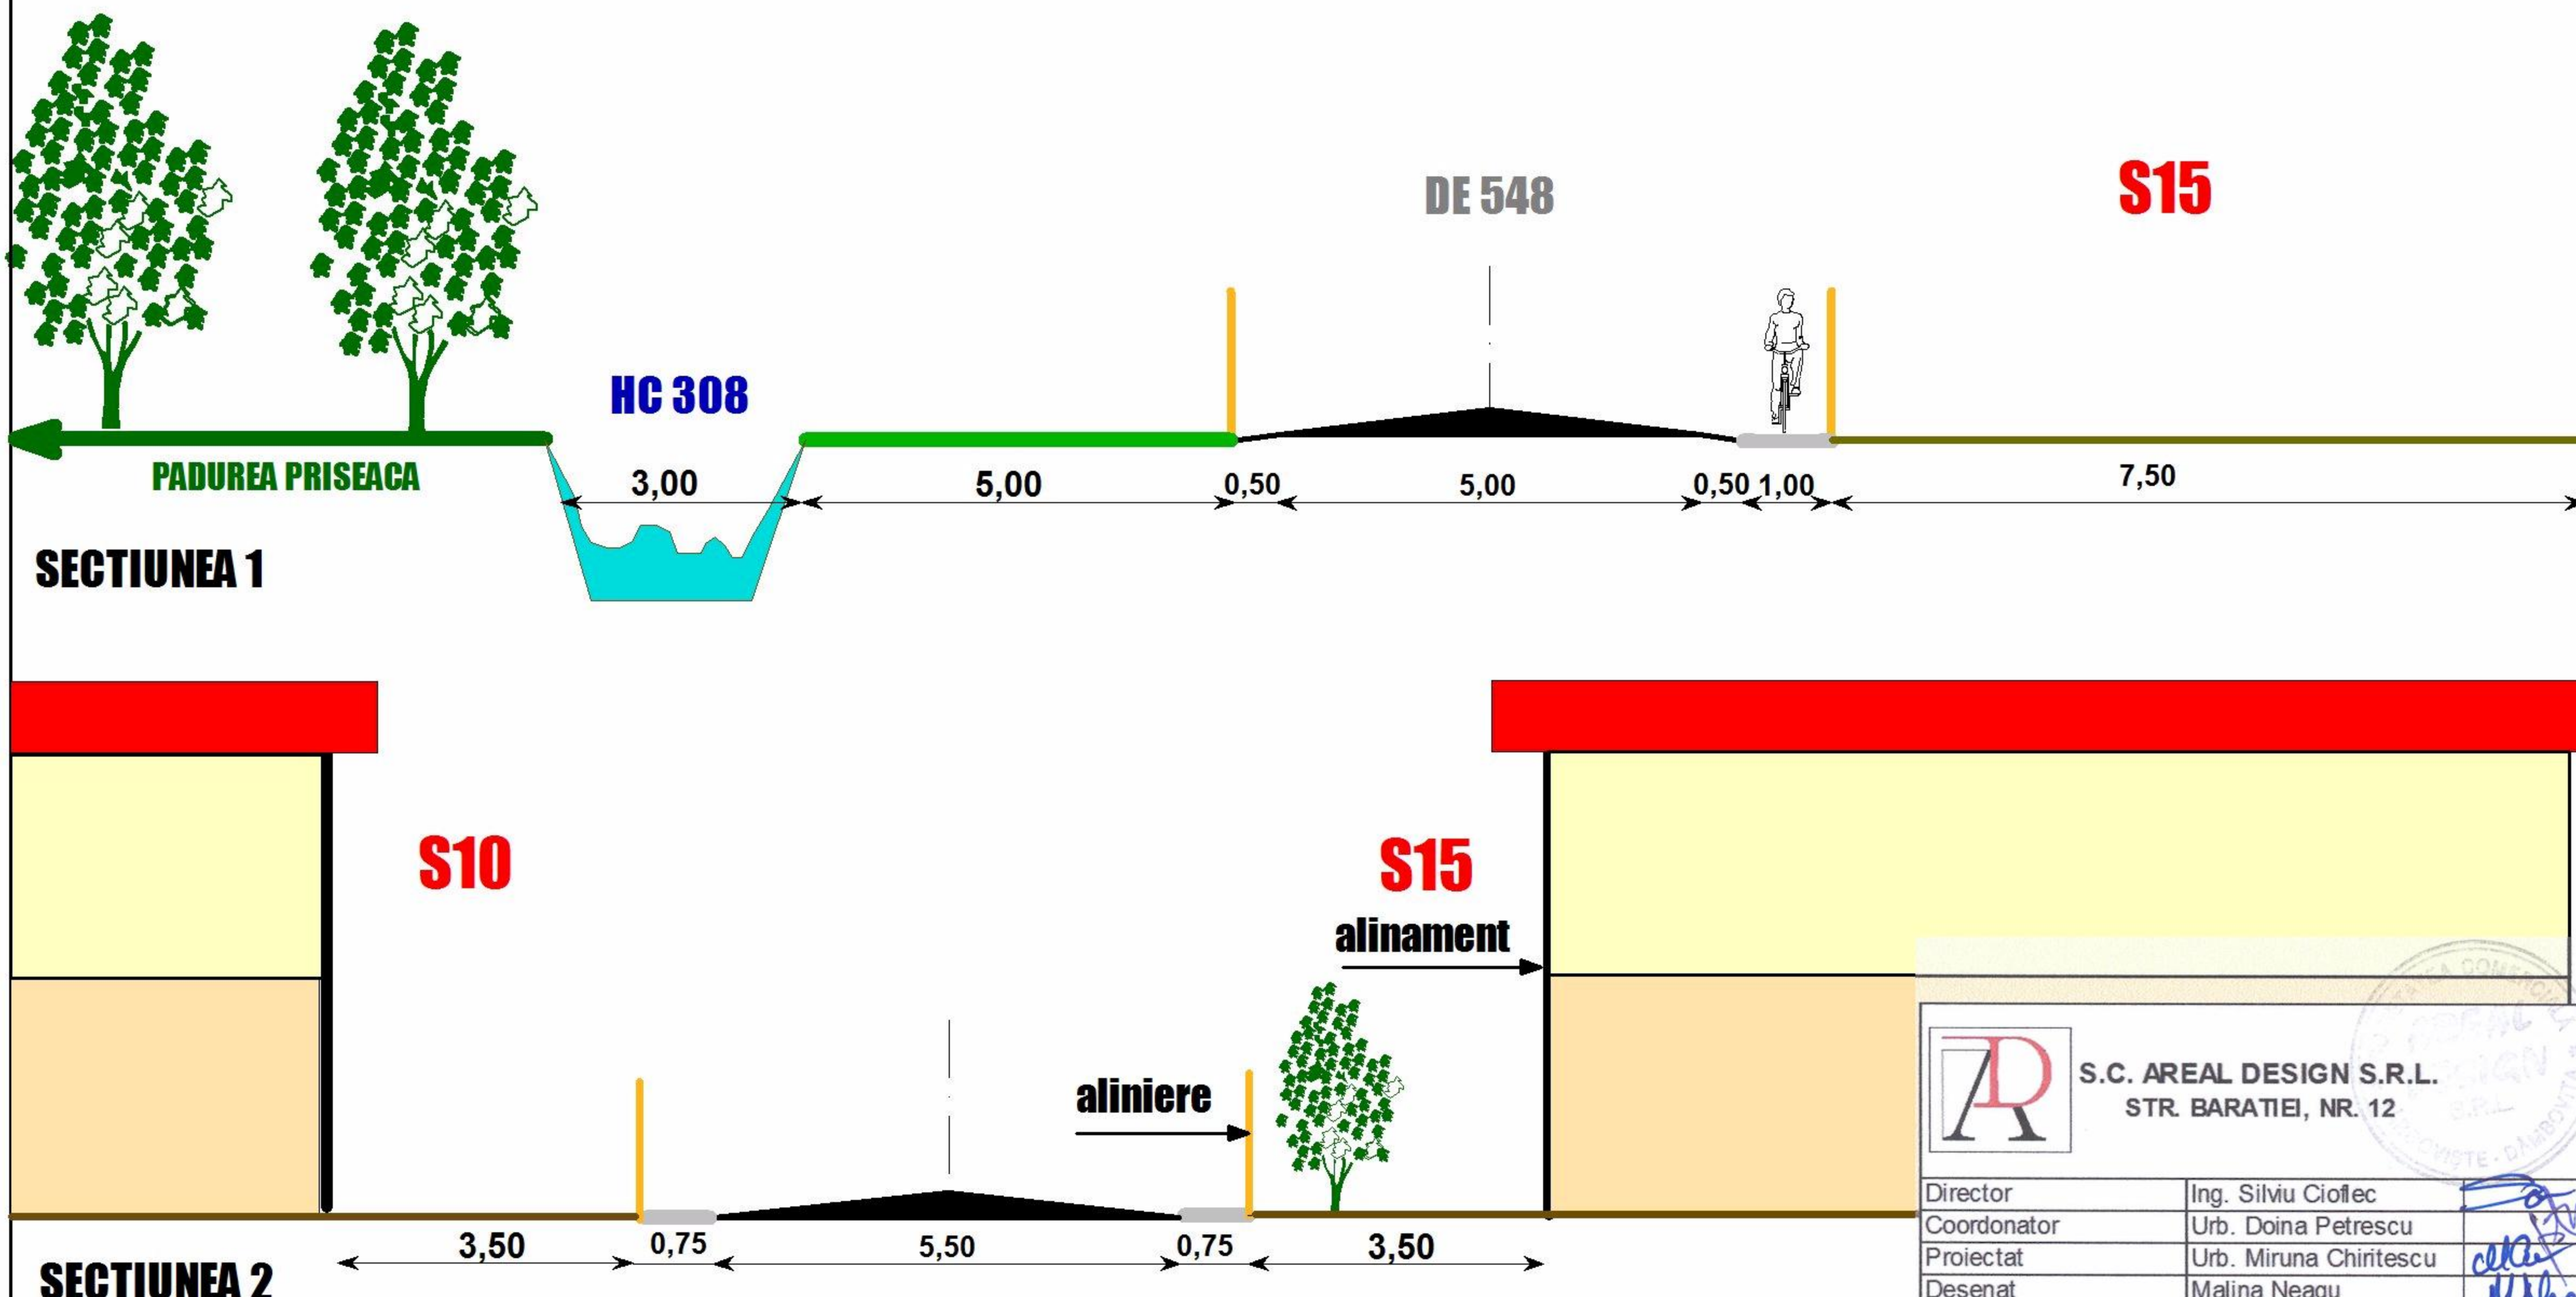 DE 548
S15
HC 308
PADUREA PRISEACA
3,00
5,00
0,50
5,00
0,50
1,00
7,50
SECTIUNEA 1
S10
S15
alinament
aliniere
3,50
0,75
5,50
0,75
3,50
SECTIUNEA 2
S.C. AREAL DESIGN S.R.L.
STR. BARATIEI, NR. 12
Director Ing. Silviu Cioflec
Coordonator Urb. Doina Petrescu
Proiectat Urb. Miruna Chiritescu
Desenat Malina Neagu